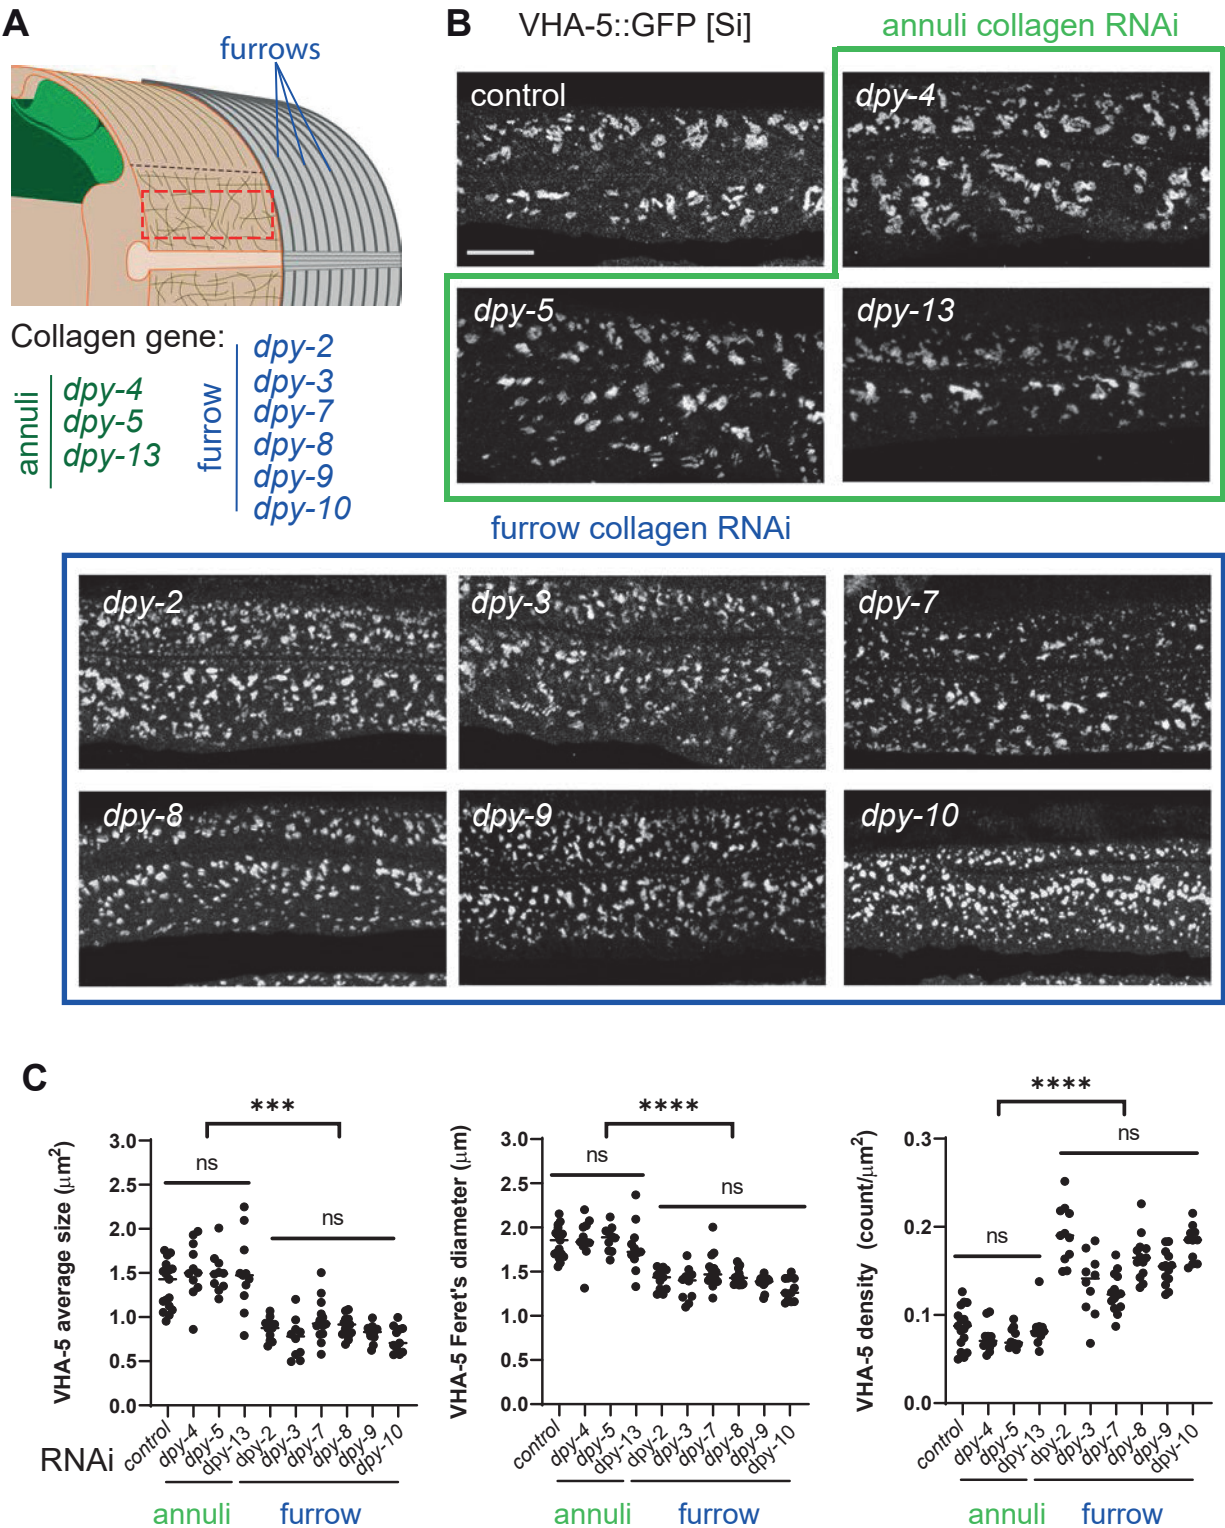 A
furrows
Collagen gene:
annuli
dpy-4
dpy-5
dpy-13
furrow
dpy-2
dpy-3
dpy-7
dpy-8
dpy-9
dpy-10
B
VHA-5::GFP [Si]
annuli collagen RNAi
control
dpy-4
dpy-5
dpy-13
furrow collagen RNAi
dpy-2
dpy-3
dpy-7
dpy-8
dpy-9
dpy-10
C
VHA-5 average size (µm²)
3.0
2.5
2.0
1.5
1.0
0.5
0.0
***
ns
ns
RNAi
control
dpy-4
dpy-5
dpy-13
dpy-2
dpy-3
dpy-7
dpy-8
dpy-9
dpy-10
annuli
furrow
VHA-5 Feret's diameter (µm)
3.0
2.5
2.0
1.5
1.0
0.5
0.0
****
ns
ns
control
dpy-4
dpy-5
dpy-13
dpy-2
dpy-3
dpy-7
dpy-8
dpy-9
dpy-10
annuli
furrow
VHA-5 density (count/µm²)
0.3
0.2
0.1
0.0
****
ns
ns
control
dpy-4
dpy-5
dpy-13
dpy-2
dpy-3
dpy-7
dpy-8
dpy-9
dpy-10
annuli
furrow